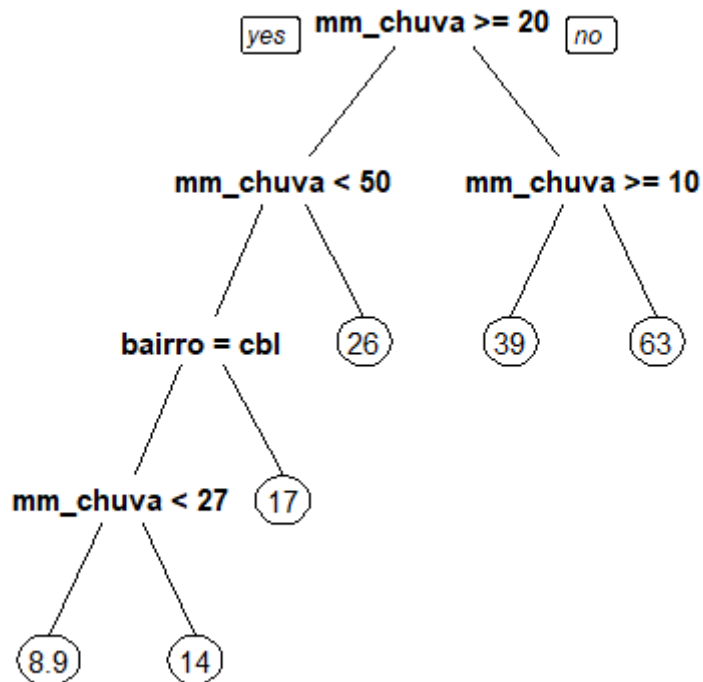 yes mm_chuva >= 20 no
mm_chuva < 50 mm_chuva >= 10
bairro = cbl 26 39 63
mm_chuva < 27 17
8.9 14